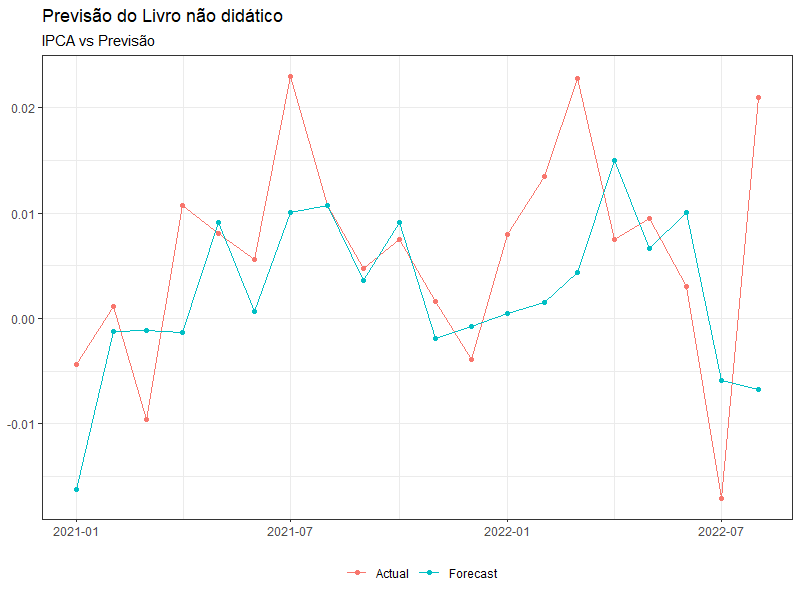 Previsão do Livro não didático
IPCA vs Previsão
0.02
0.01
0.00
-0.01
2021-01 2021-07 2022-01 2022-07
Actual Forecast